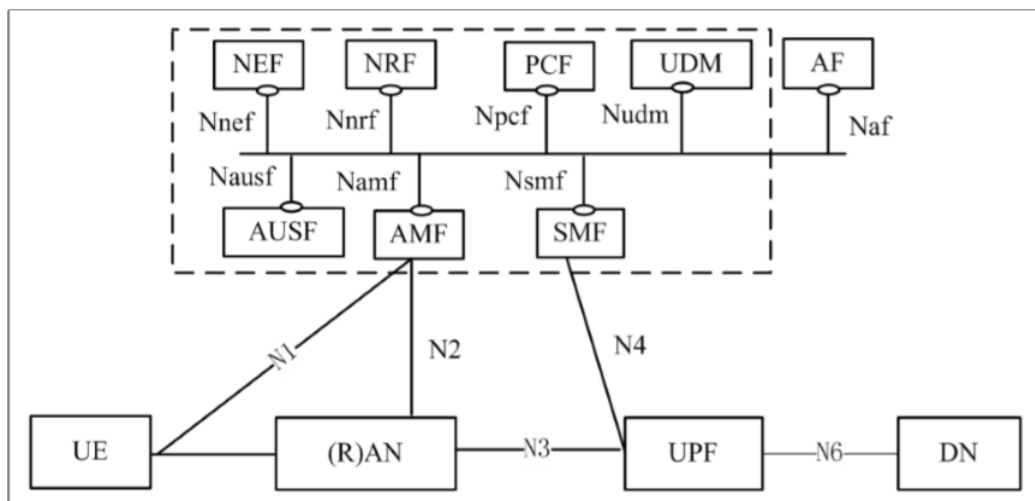 NEF NRF PCF UDM AF
Nnef Nnrf Npcf Nudm Naf
Nausf Namf Nsmf
AUSF AMF SMF
N1 N2 N4
UE (R)AN N3 UPF N6 DN